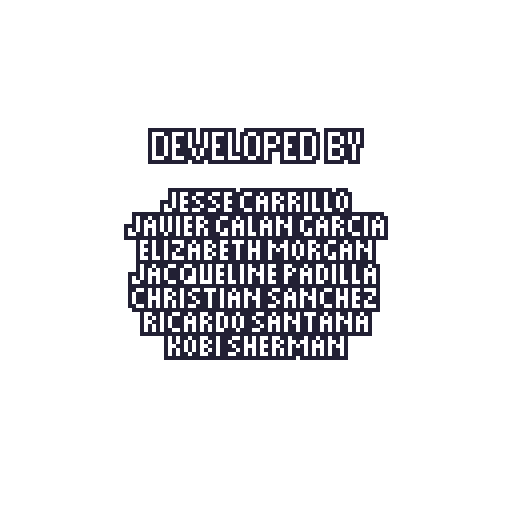 DEVELOPED BY
JESSE CARRILLO
JAVIER GALAN GARCIA
ELIZABETH MORGAN
JACQUELINE PADILLA
CHRISTIAN SANCHEZ
RICARDO SANTANA
KOBI SHERMAN